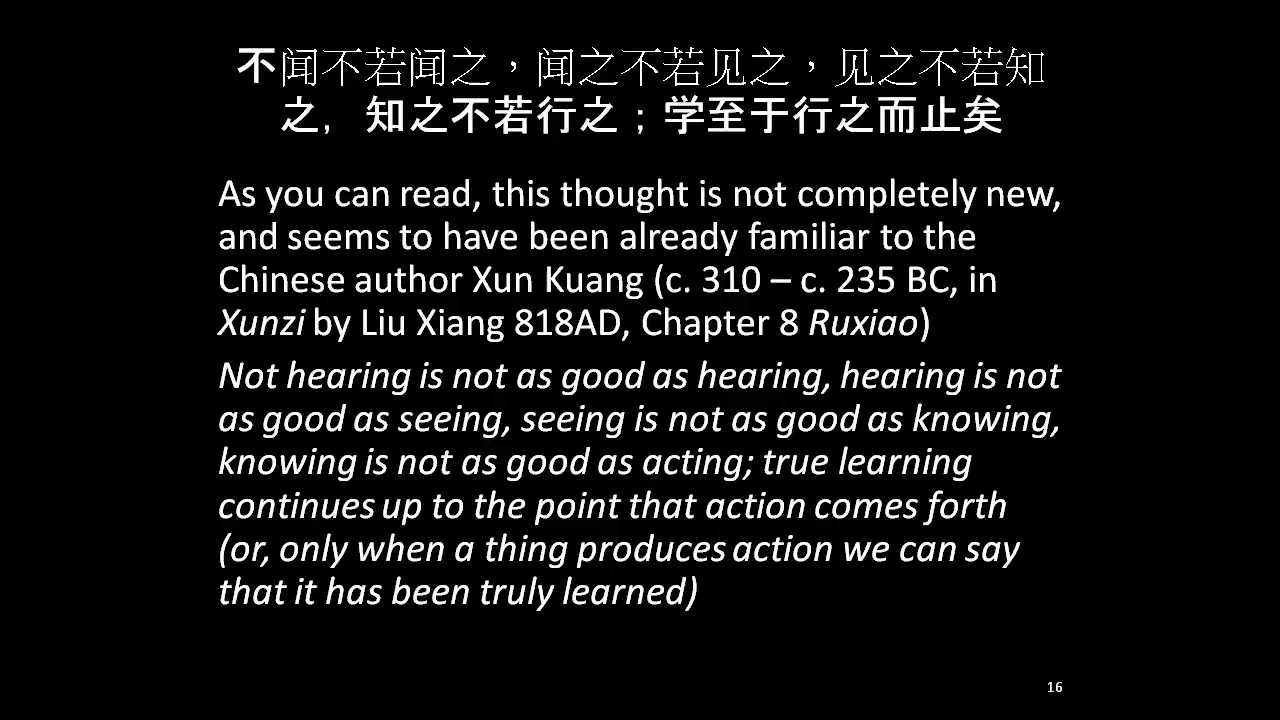 不闻不若闻之，闻之不若见之，见之不若知
之， 知之不若行之；学至于行之而止矣
As you can read, this thought is not completely new,
and seems to have been already familiar to the
Chinese author Xun Kuang (c. 310 – c. 235 BC, in
Xunzi by Liu Xiang 818AD, Chapter 8 Ruxiao)
Not hearing is not as good as hearing, hearing is not
as good as seeing, seeing is not as good as knowing,
knowing is not as good as acting; true learning
continues up to the point that action comes forth
(or, only when a thing produces action we can say
that it has been truly learned)
16